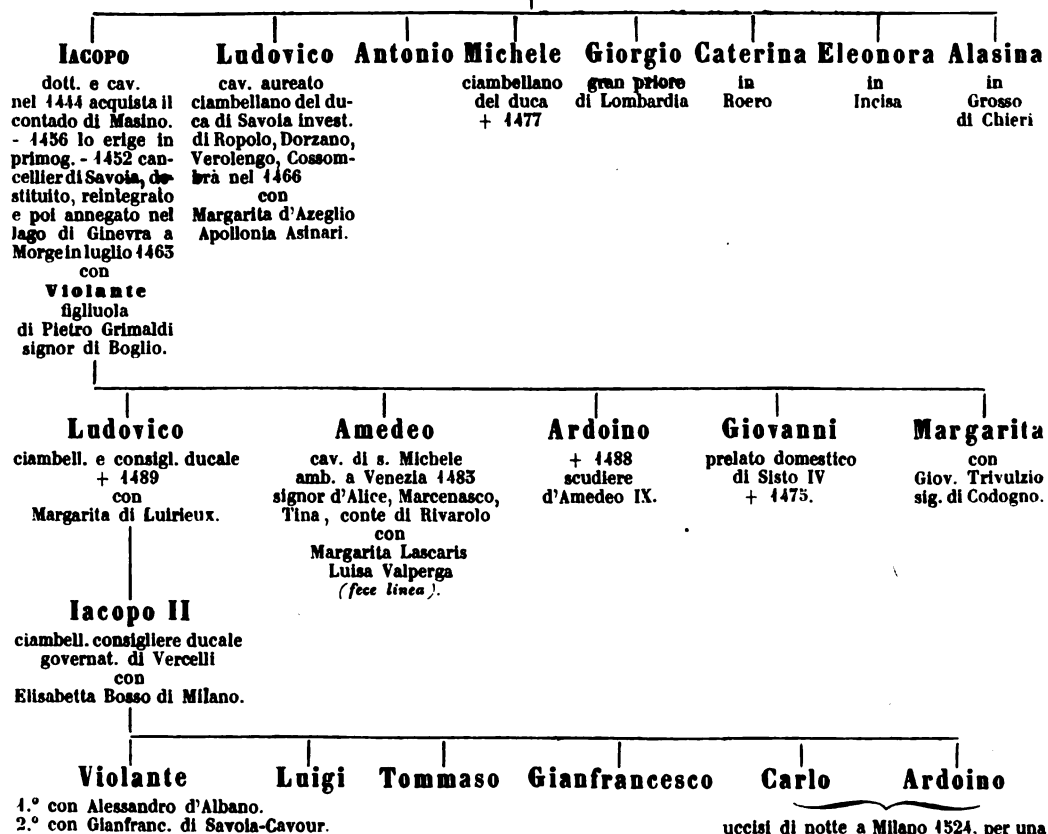 Iacopo
dott. e cav.
nel 1444 acquista il
contado di Masino.
- 1456 lo erige in
primog. - 1452 can-
cellier di Savoia, de-
stituito, reintegrato
e poi annegato nel
lago di Ginevra a
Morge in luglio 1463
con
Violante
figliuola
di Pietro Grimaldi
signor di Boglio.
Ludovico
cav. aureato
ciambellano del du-
ca di Savoia invest.
di Ropolo, Dorzano,
Verolengo, Cossom-
brà nel 1466
con
Margarita d'Azeglio
Apollonia Asinari.
Antonio
Michele
ciambellano
del duca
+ 1477
Giorgio
gran priore
di Lombardia
Caterina
in
Roero
Eleonora
in
Incisa
Alasina
in
Grosso
di Chieri
Ludovico
ciambell. e consigl. ducale
+ 1489
con
Margarita di Luirieux.
Amedeo
cav. di s. Michele
amb. a Venezia 1483
signor d'Alice, Marcenasco,
Tina, conte di Rivarolo
con
Margarita Lascaris
Luisa Valperga
(fece linea).
Ardoino
+ 1488
scudiere
d'Amedeo IX.
Giovanni
prelato domestico
di Sisto IV
+ 1475.
Margarita
con
Giov. Trivulzio
sig. di Codogno.
Iacopo II
ciambell. consigliere ducale
governat. di Vercelli
con
Elisabetta Bosso di Milano.
Violante
1.º con Alessandro d'Albano.
2.º con Gianfranc. di Savoia-Cavour.
Luigi
Tommaso
Gianfrancesco
Carlo
Ardoino
uccisi di notte a Milano 1524, per una